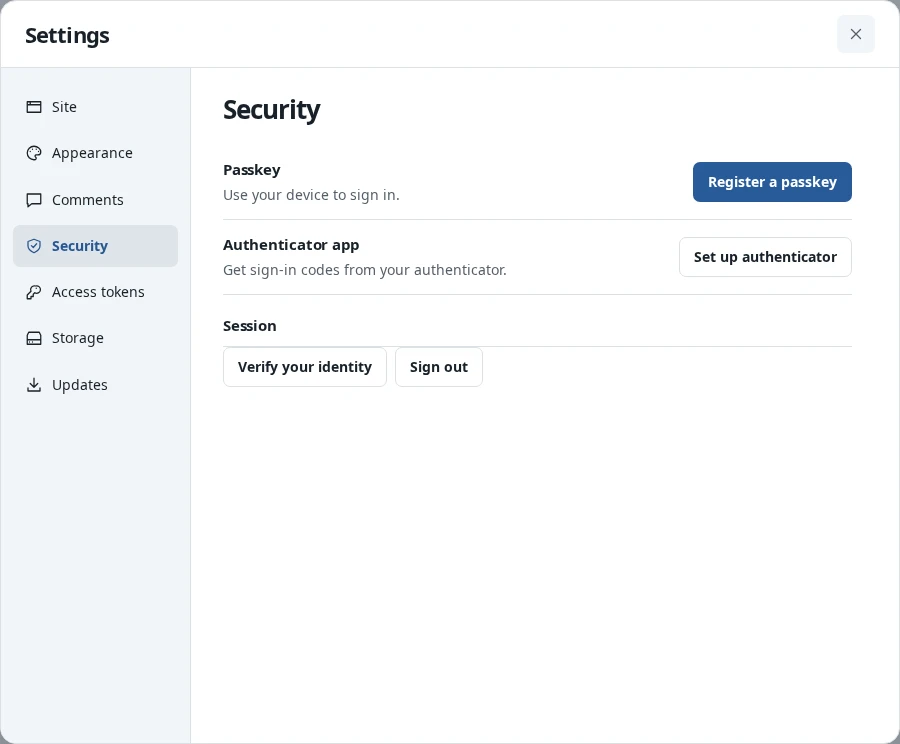 Settings
Site
Appearance
Comments
Security
Access tokens
Storage
Updates
Security
Passkey
Use your device to sign in.
Register a passkey
Authenticator app
Get sign-in codes from your authenticator.
Set up authenticator
Session
Verify your identity
Sign out